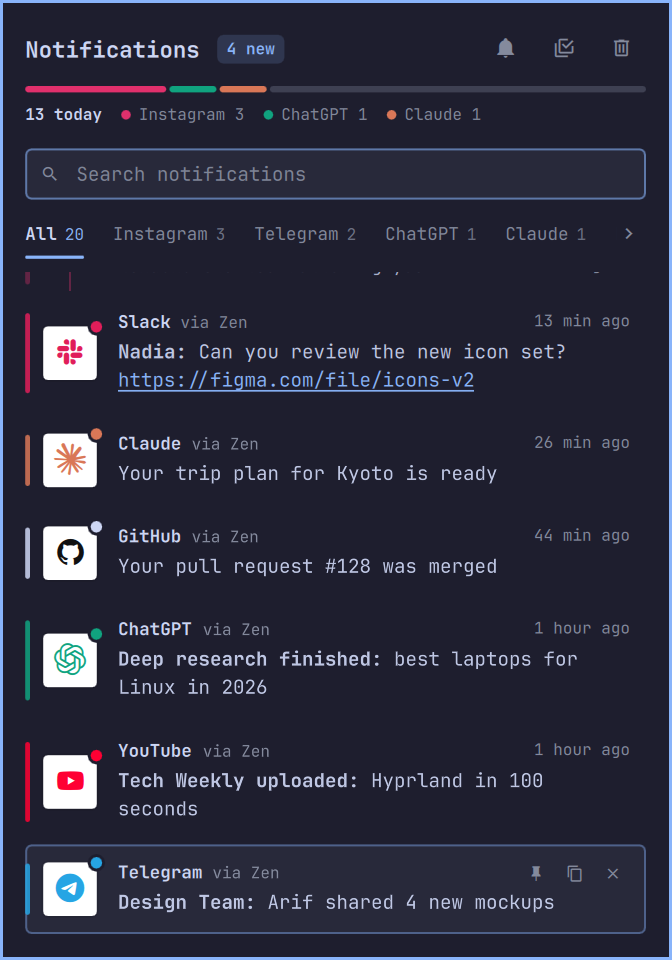 Notifications 4 new
13 today Instagram 3 ChatGPT 1 Claude 1
Search notifications
All 20 Instagram 3 Telegram 2 ChatGPT 1 Claude 1
Slack via Zen 13 min ago
Nadia: Can you review the new icon set?
https://figma.com/file/icons-v2
Claude via Zen 26 min ago
Your trip plan for Kyoto is ready
GitHub via Zen 44 min ago
Your pull request #128 was merged
ChatGPT via Zen 1 hour ago
Deep research finished: best laptops for
Linux in 2026
YouTube via Zen 1 hour ago
Tech Weekly uploaded: Hyprland in 100
seconds
Telegram via Zen
Design Team: Arif shared 4 new mockups